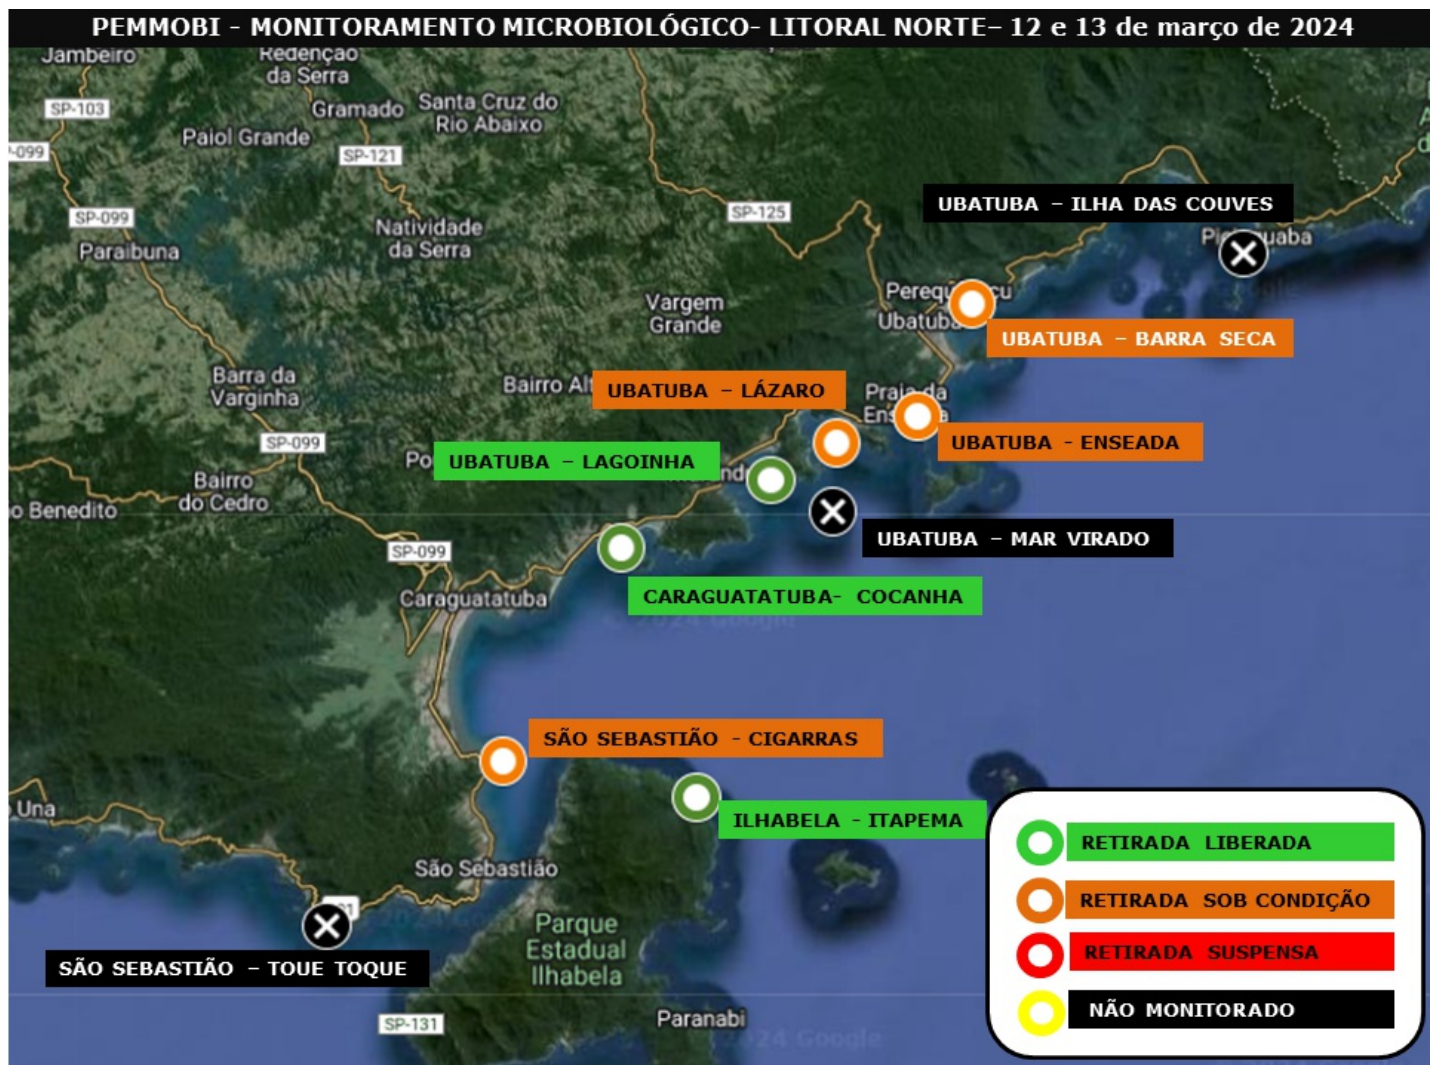 PEMMOBI - MONITORAMENTO MICROBIOLÓGICO- LITORAL NORTE– 12 e 13 de março de 2024
Jambeiro
Redenção
da Serra
SP-103
Gramado
Santa Cruz do
Rio Abaixo
Paiol Grande
-099
SP-121
SP-099
SP-125
UBATUBA – ILHA DAS COUVES
Natividade
da Serra
Paraibuna
Vargem
Grande
Ubatuba
UBATUBA – BARRA SECA
Barra da
Varginha
Bairro Alt
UBATUBA – LÁZARO
Praia da
SP-099
UBATUBA - ENSEADA
UBATUBA – LAGOINHA
Bairro
do Cedro
o Benedito
UBATUBA – MAR VIRADO
SP-099
Caraguatatuba
CARAGUATATUBA- COCANHA
© 2024 Google
SÃO SEBASTIÃO - CIGARRAS
Una
ILHABELA - ITAPEMA
RETIRADA LIBERADA
São Sebastião
RETIRADA SOB CONDIÇÃO
Parque
Estadual
Ilhabela
RETIRADA SUSPENSA
SÃO SEBASTIÃO – TOUE TOQUE
NÃO MONITORADO
SP-131
Paranabi
2024 Google